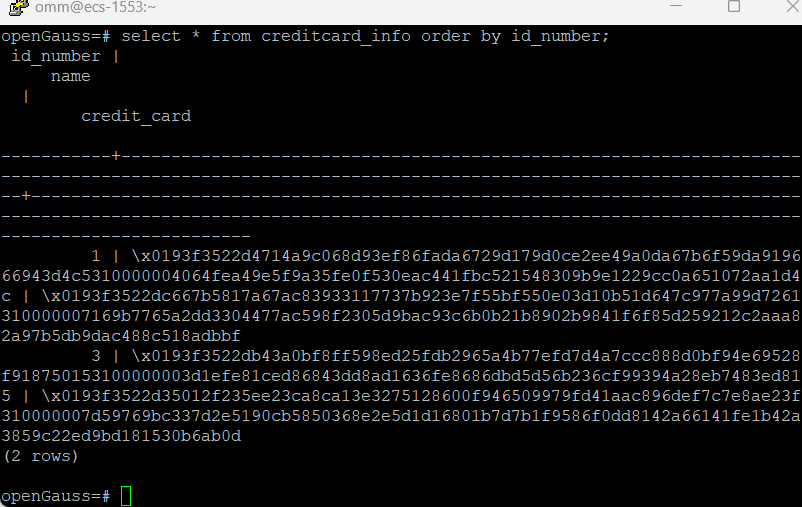 omm@ecs-1553:~
openGauss=# select * from creditcard_info order by id_number;
id_number |
name
|
credit_card
-----------+--------------------------------------------------------------------
--------------------------------------------------------------------------------
--+-----------------------------------------------------------------------------
--------------------------------------------------------------------------------
-------------------------
1 | \x0193f3522d4714a9c068d93ef86fada6729d179d0ce2ee49a0da67b6f59da9196
66943d4c5310000004064fea49e5f9a35fe0f530eac441fbc521548309b9e1229cc0a651072aa1d4
c | \x0193f3522dc667b5817a67ac83933117737b923e7f55bf550e03d10b51d647c977a99d7261
310000007169b7765a2dd3304477ac598f2305d9bac93c6b0b21b8902b9841f6f85d259212c2aaa8
2a97b5db9dac488c518adbbf
3 | \x0193f3522db43a0bf8ff598ed25fdb2965a4b77efd7d4a7ccc888d0bf94e69528
f918750153100000003d1efe81ced86843dd8ad1636fe8686dbd5d56b236cf99394a28eb7483ed81
5 | \x0193f3522d35012f235ee23ca8ca13e3275128600f946509979fd41aac896def7c7e8ae23f
310000007d59769bc337d2e5190cb5850368e2e5d1d16801b7d7b1f9586f0dd8142a66141fe1b42a
3859c22ed9bd181530b6ab0d
(2 rows)
openGauss=#